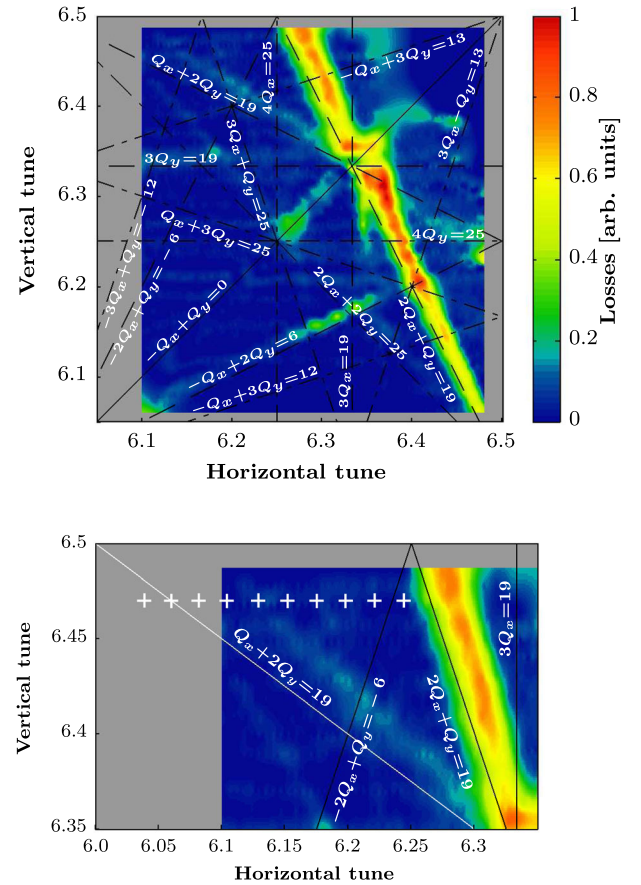 6.5
6.4
6.3
6.2
6.1
Vertical tune
6.1
6.2
6.3
6.4
6.5
Horizontal tune
Qx+2Qy=19
4Qx=25
−Qx+3Qy=13
3Qx−Qy=13
3Qy=19
3Qx+Qy=25
−3Qx+Qy=−12
−2Qx+Qy=−6
Qx+3Qy=25
−Qx+Qy=0
4Qy=25
2Qx+2Qy=25
2Qx+Qy=19
−Qx+2Qy=6
−Qx+3Qy=12
3Qx=19
1
0.8
0.6
0.4
0.2
0
Losses [arb. units]
6.5
6.45
6.4
6.35
Vertical tune
Qx+2Qy=19
−2Qx+Qy=−6
2Qx+Qy=19
3Qx=19
6.0
6.05
6.1
6.15
6.2
6.25
6.3
Horizontal tune